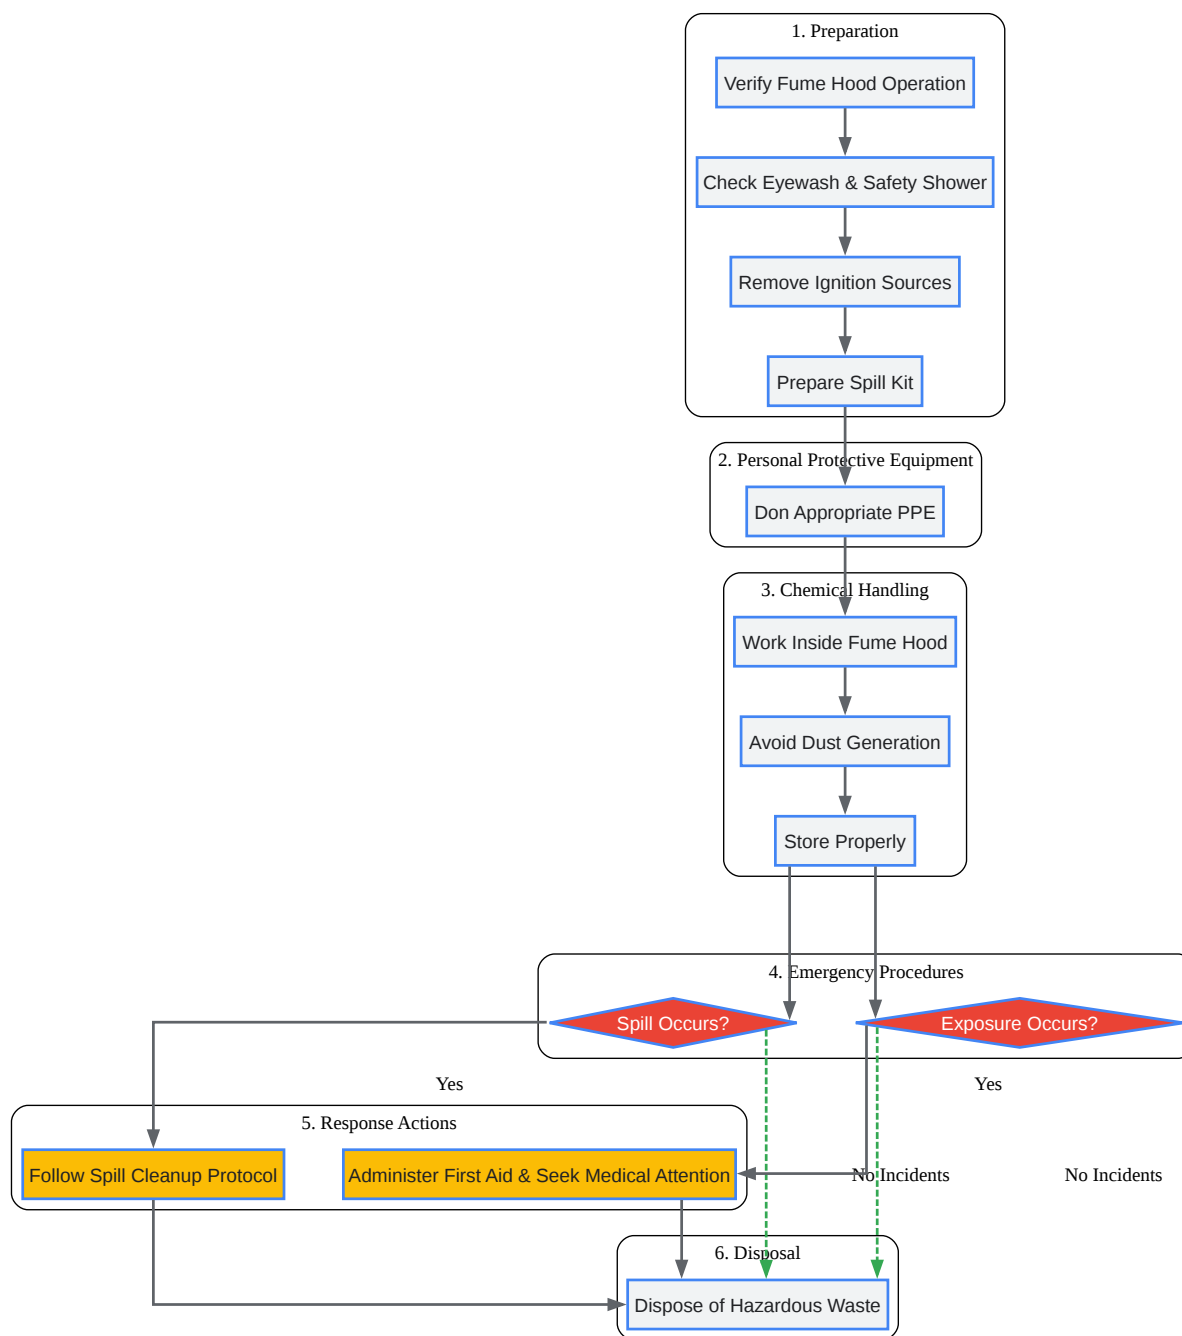 1. Preparation
Verify Fume Hood Operation
Check Eyewash & Safety Shower
Remove Ignition Sources
Prepare Spill Kit
2. Personal Protective Equipment
Don Appropriate PPE
3. Chemical Handling
Work Inside Fume Hood
Avoid Dust Generation
Store Properly
4. Emergency Procedures
Spill Occurs?
Exposure Occurs?
Yes
Yes
5. Response Actions
Follow Spill Cleanup Protocol
Administer First Aid & Seek Medical Attention
No Incidents
No Incidents
6. Disposal
Dispose of Hazardous Waste